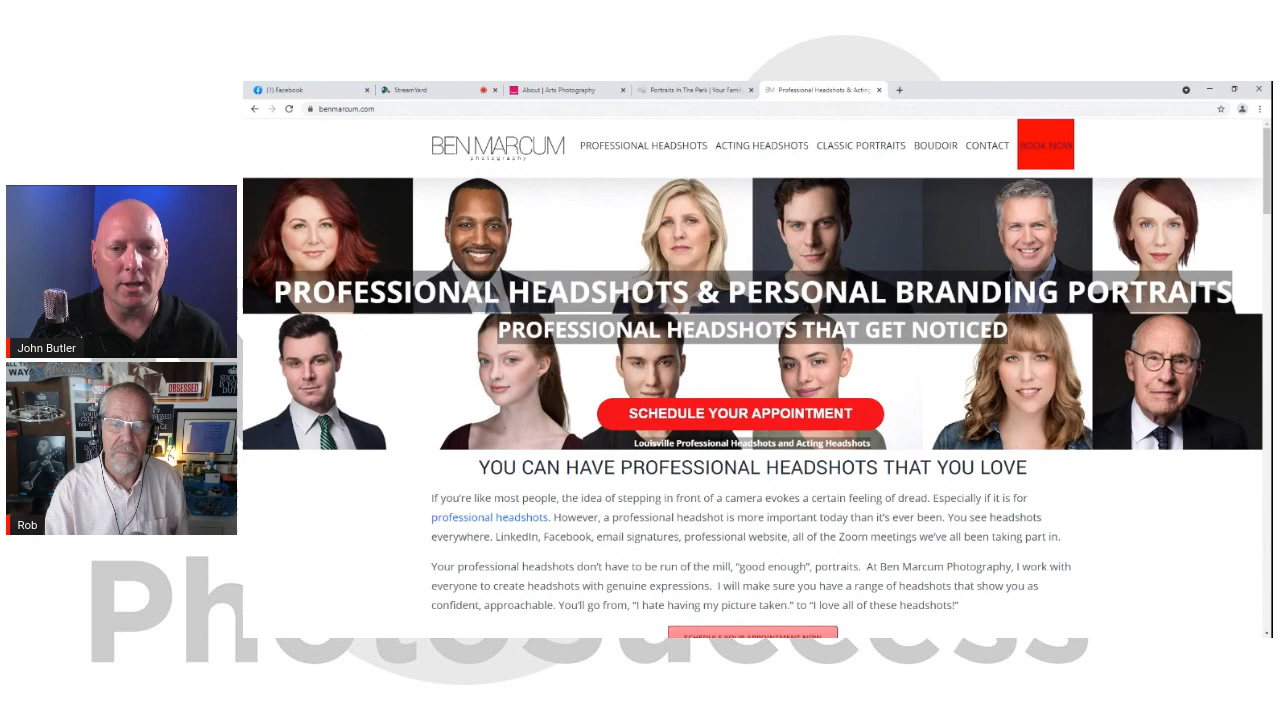 (1) Facebook
StreamYard
About | Arts Photography
Portraits In The Park | Your Family
Professional Headshots & Acting
benmarcum.com
BEN MARCUM
photography
PROFESSIONAL HEADSHOTS ACTING HEADSHOTS CLASSIC PORTRAITS BOUDOIR CONTACT BOOK NOW
PROFESSIONAL HEADSHOTS & PERSONAL BRANDING PORTRAITS
PROFESSIONAL HEADSHOTS THAT GET NOTICED
SCHEDULE YOUR APPOINTMENT
Louisville Professional Headshots and Acting Headshots
YOU CAN HAVE PROFESSIONAL HEADSHOTS THAT YOU LOVE
If you're like most people, the idea of stepping in front of a camera evokes a certain feeling of dread. Especially if it is for
professional headshots. However, a professional headshot is more important today than it's ever been. You see headshots
everywhere. LinkedIn, Facebook, email signatures, professional website, all of the Zoom meetings we've all been taking part in.
Your professional headshots don't have to be run of the mill, "good enough", portraits. At Ben Marcum Photography, I work with
everyone to create headshots with genuine expressions. I will make sure you have a range of headshots that show you as
confident, approachable. You'll go from, "I hate having my picture taken." to "I love all of these headshots!"
SCHEDULE YOUR APPOINTMENT NOW!
John Butler
OBSESSED
Rob
PhotoSuccess